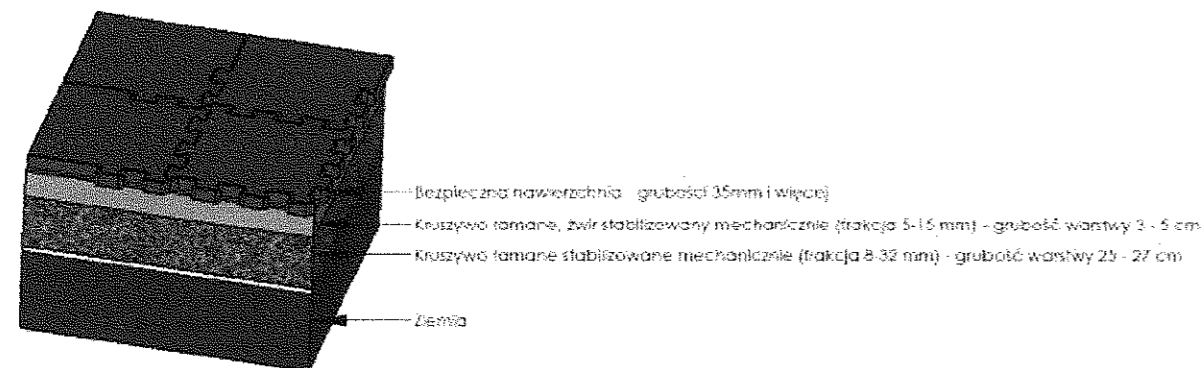 Bezpieczna nawierzchnia grubości 35mm i więcej
Kruszywo łamane, żwir stabilizowany mechanicznie (frakcja 5-15 mm) - grubość warstwy 3 - 5 cm
Kruszywo łamane stabilizowane mechanicznie (frakcja 8-32 mm) - grubość warstwy 25 - 27 cm
Ziemia